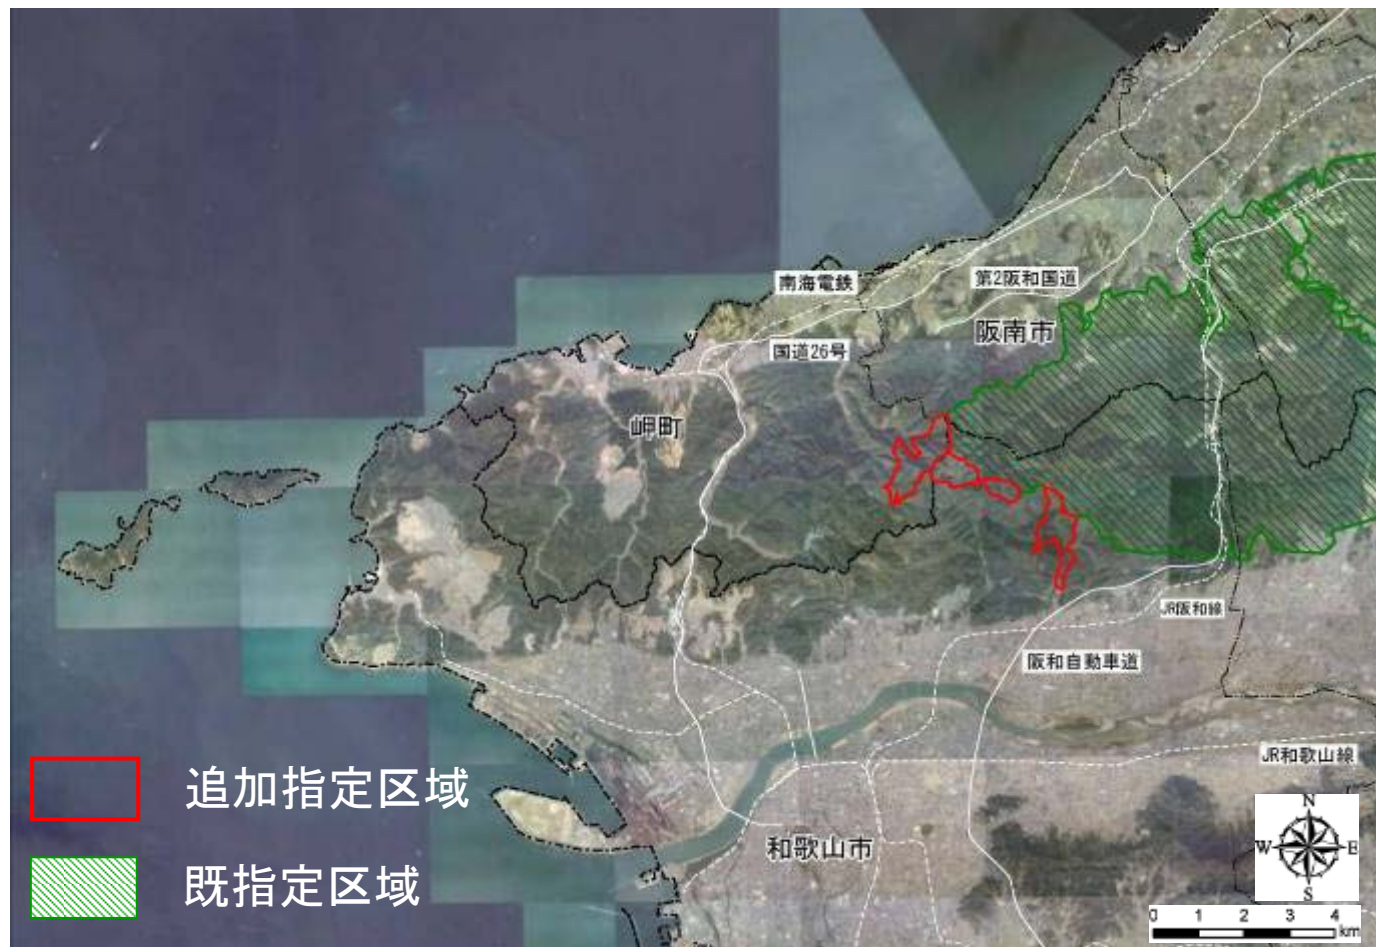 南海電鉄
第2阪和国道
阪南市
国道26号
岬町
JR阪和線
阪和自動車道
JR和歌山線
追加指定区域
既指定区域
和歌山市
N
W
E
S
0 1 2 3 4
km